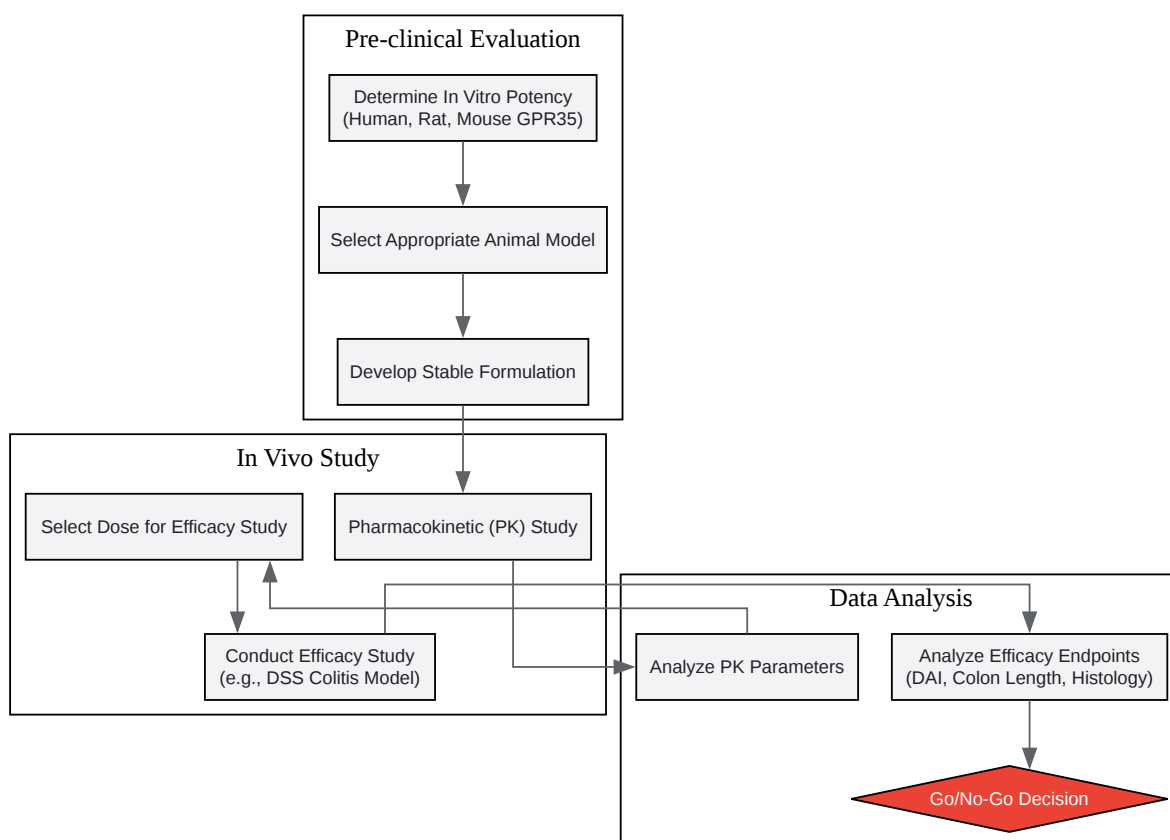 Pre-clinical Evaluation
Determine In Vitro Potency
(Human, Rat, Mouse GPR35)
Select Appropriate Animal Model
Develop Stable Formulation
In Vivo Study
Select Dose for Efficacy Study
Pharmacokinetic (PK) Study
Conduct Efficacy Study
(e.g., DSS Colitis Model)
Data Analysis
Analyze PK Parameters
Analyze Efficacy Endpoints
(DAI, Colon Length, Histology)
Go/No-Go Decision